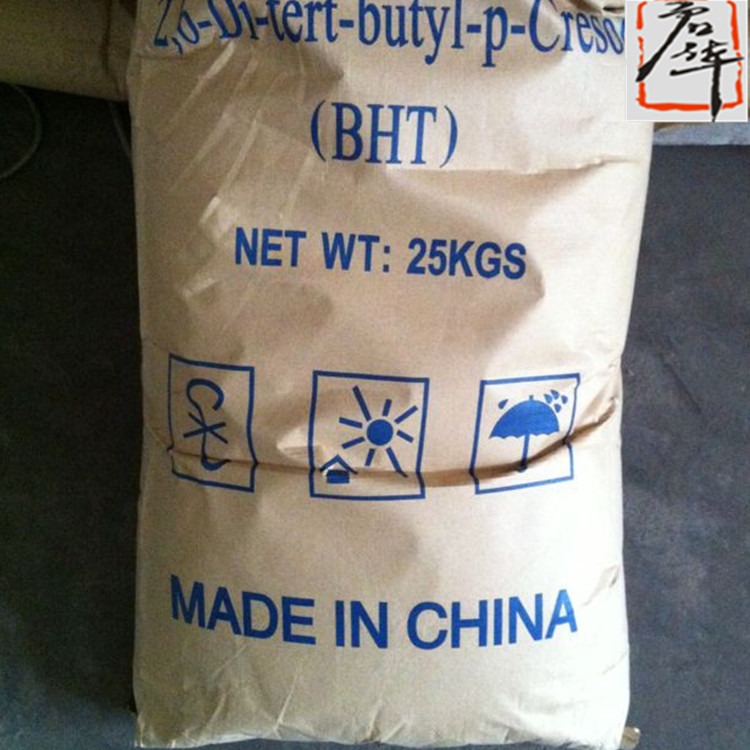 2,6-Di-tert-butyl-p-Creso
(BHT)
NET WT: 25KGS
MADE IN CHINA